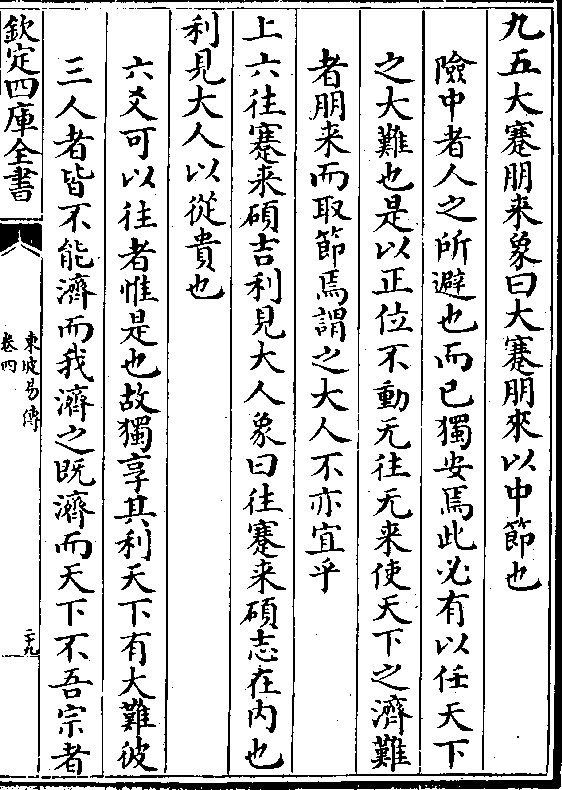 九五大蹇朋来象曰大蹇朋來以中節也
險中者人之所避也而已獨安焉此必有以任天下
之大難也是以正位不動无往无来使天下之濟難
者朋来而取節焉謂之大人不亦宜乎
上六往蹇来碩吉利見大人象曰往蹇来碩志在内也
利見大人以從貴也
六爻可以往者惟是也故獨享其利天下有大難彼
三人者皆不能濟而我濟之既濟而天下不吾宗者
欽定四庫全書
東坡易傳
卷四
二九